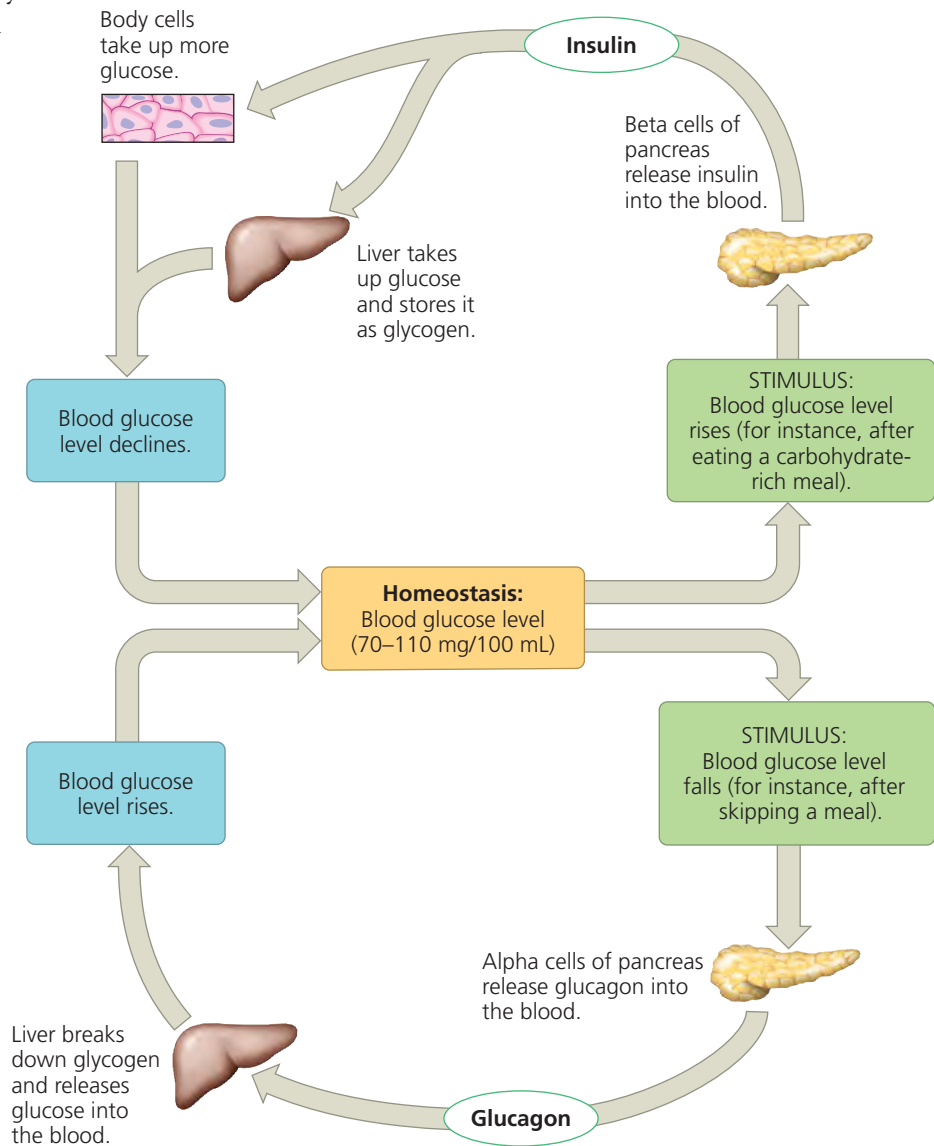 Body cells
take up more
glucose.
Insulin
Beta cells of
pancreas
release insulin
into the blood.
Liver takes
up glucose
and stores it
as glycogen.
STIMULUS:
Blood glucose level
rises (for instance, after
eating a carbohydrate-
rich meal).
Blood glucose
level declines.
Homeostasis:
Blood glucose level
(70–110 mg/100 mL)
STIMULUS:
Blood glucose level
falls (for instance, after
skipping a meal).
Blood glucose
level rises.
Alpha cells of pancreas
release glucagon into
the blood.
Liver breaks
down glycogen
and releases
glucose into
the blood.
Glucagon